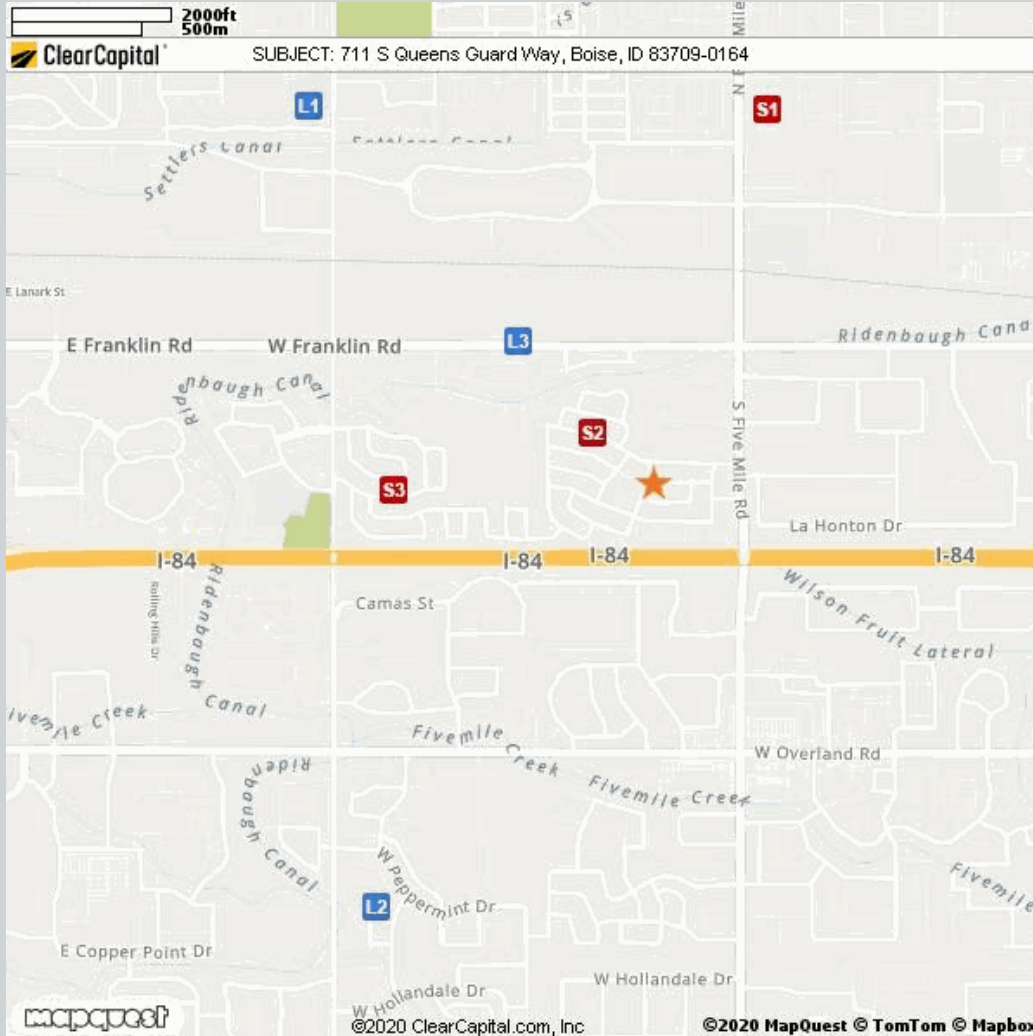 2000ft
500m
ClearCapital
SUBJECT: 711 S Queens Guard Way, Boise, ID 83709-0164
L1
S1
Settlers Canal
Settlers Canal
E Lanark St
E Franklin Rd
W Franklin Rd
L3
Ridenbaugh Cana
Ridenbaugh Canal
S2
S Five Mile Rd
S3
La Honton Dr
I-84
I-84
I-84
I-84
Rolling Hills Dr
Ridenbaugh Canal
Camas St
Wilson Fruit Lateral
ivemile Creek
Fivemile Creek
W Overland Rd
Ridenbaugh Canal
Fivemile Creek
W Peppermint Dr
Fivemile
L2
E Copper Point Dr
W Hollandale Dr
W Hollandale Dr
mapquest
©2020 ClearCapital.com, Inc
©2020 MapQuest © TomTom © Mapbox